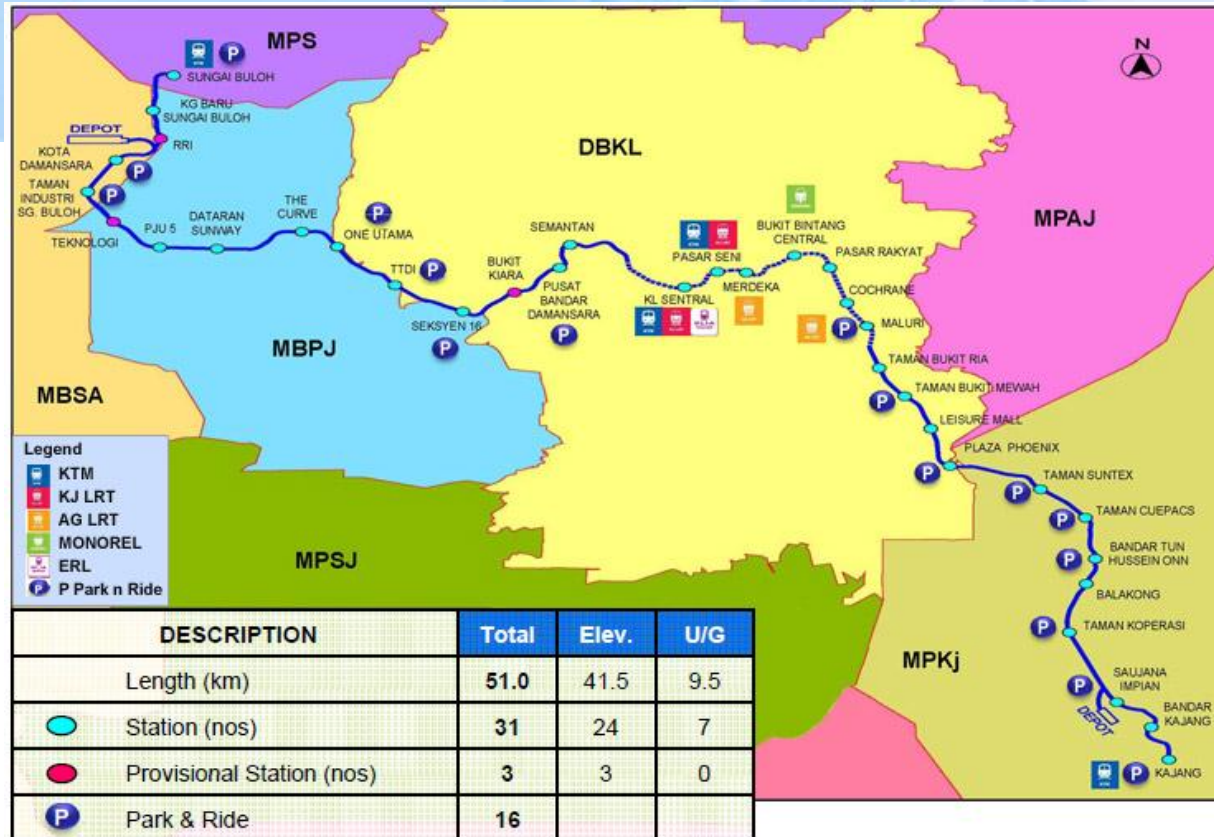 MPS
SUNGAI BULOH
KG BARU
SUNGAI BULOH
DEPOT
RRI
KOTA
DAMANSARA
TAMAN
INDUSTRI
SG. BULOH
TEKNOLOGI
PJU 5
DATARAN
SUNWAY
THE
CURVE
ONE UTAMA
TTDI
SEKSYEN 16
BUKIT
KIARA
PUSAT
BANDAR
DAMANSARA
SEMANTAN
DBKL
KL SENTRAL
PASAR SENI
MERDEKA
BUKIT BINTANG
CENTRAL
PASAR RAKYAT
COCHRANE
MALURI
TAMAN BUKIT RIA
TAMAN BUKIT MEWAH
LEISURE MALL
PLAZA PHOENIX
TAMAN SUNTEX
TAMAN CUEPACS
BANDAR TUN
HUSSEIN ONN
BALAKONG
TAMAN KOPERASI
SAUJANA
IMPIAN
DEPOT
BANDAR
KAJANG
KAJANG
N
MPAJ
MBPJ
MBSA
MPSJ
MPKj
Legend
KTM
KJ LRT
AG LRT
MONOREL
ERL
P Park n Ride
DESCRIPTION Total Elev. U/G
Length (km) 51.0 41.5 9.5
Station (nos) 31 24 7
Provisional Station (nos) 3 3 0
P Park & Ride 16